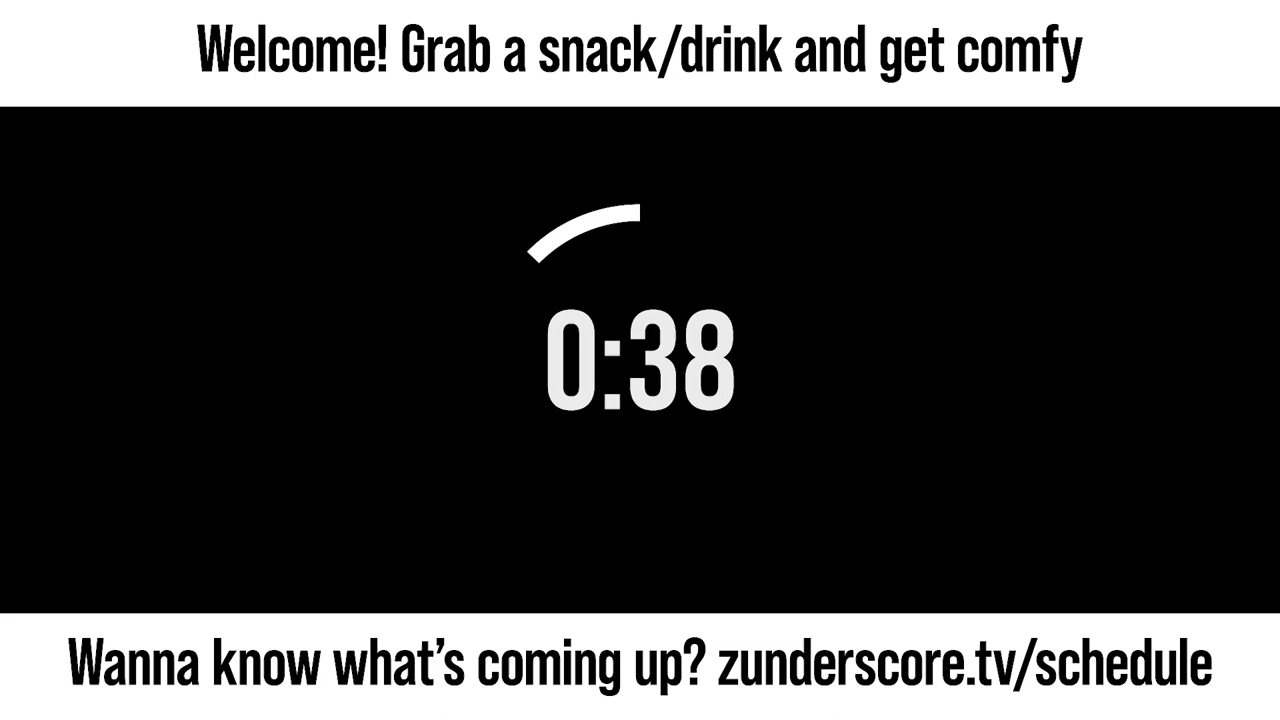 Welcome! Grab a snack/drink and get comfy
0:38
Wanna know what's coming up? zunderscore.tv/schedule